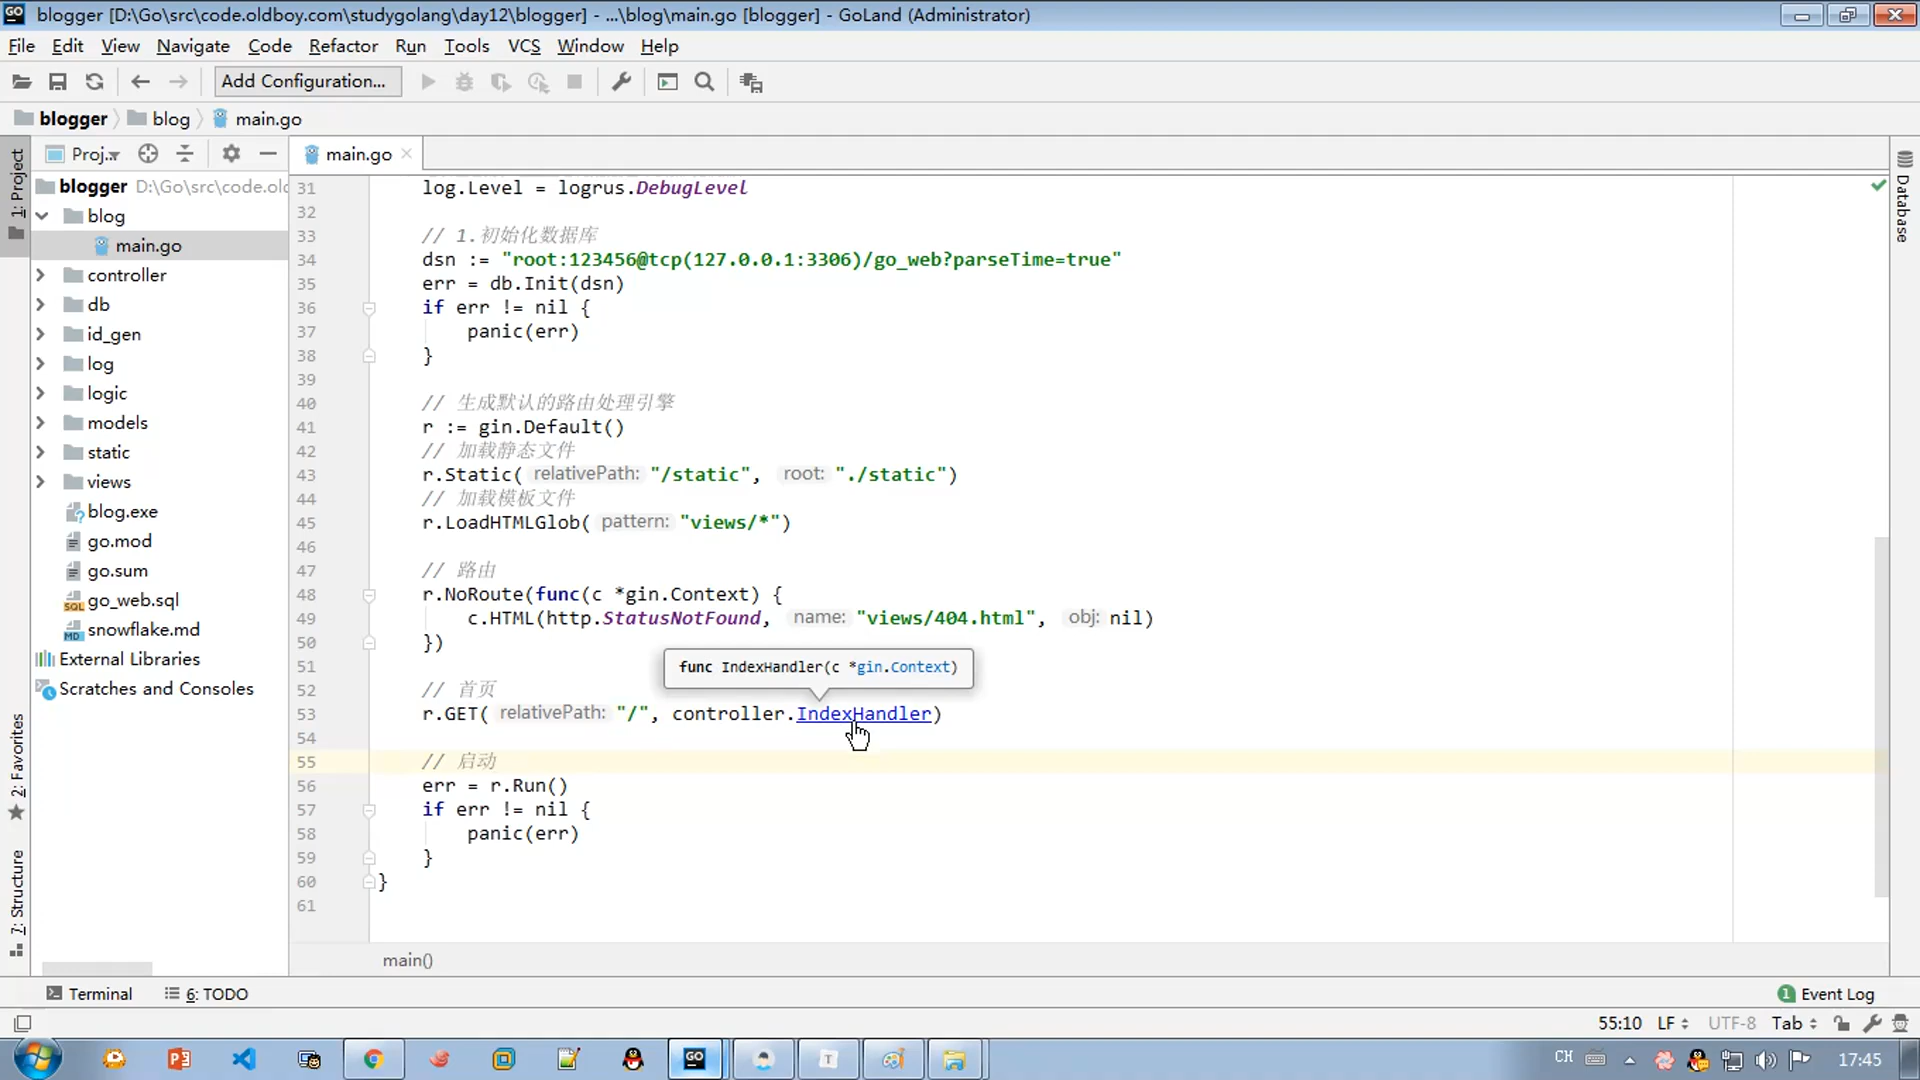 blogger [D:\Go\src\code.oldboy.com\studygolang\day12\blogger] - ...\blog\main.go [blogger] - GoLand (Administrator)
File Edit View Navigate Code Refactor Run Tools VCS Window Help
Add Configuration...
blogger blog main.go
1: Project
Proj...
main.go
blogger D:\Go\src\code.old
blog
main.go
controller
db
id_gen
log
logic
models
static
views
blog.exe
go.mod
go.sum
go_web.sql
snowflake.md
External Libraries
Scratches and Consoles
31 log.Level = logrus.DebugLevel
32
33 // 1.初始化数据库
34 dsn := "root:123456@tcp(127.0.0.1:3306)/go_web?parseTime=true"
35 err = db.Init(dsn)
36 if err != nil {
37 panic(err)
38 }
39
40 // 生成默认的路由处理引擎
41 r := gin.Default()
42 // 加载静态文件
43 r.Static( relativePath: "/static", root: "./static")
44 // 加载模板文件
45 r.LoadHTMLGlob( pattern: "views/*")
46
47 // 路由
48 r.NoRoute(func(c *gin.Context) {
49 c.HTML(http.StatusNotFound, name: "views/404.html", obj: nil)
50 })
51
func IndexHandler(c *gin.Context)
52 // 首页
53 r.GET( relativePath: "/", controller.IndexHandler)
54
55 // 启动
56 err = r.Run()
57 if err != nil {
58 panic(err)
59 }
60 }
61
main()
Database
2: Favorites
7: Structure
Terminal 6: TODO
1 Event Log
55:10 LF UTF-8 Tab
CH 17:45